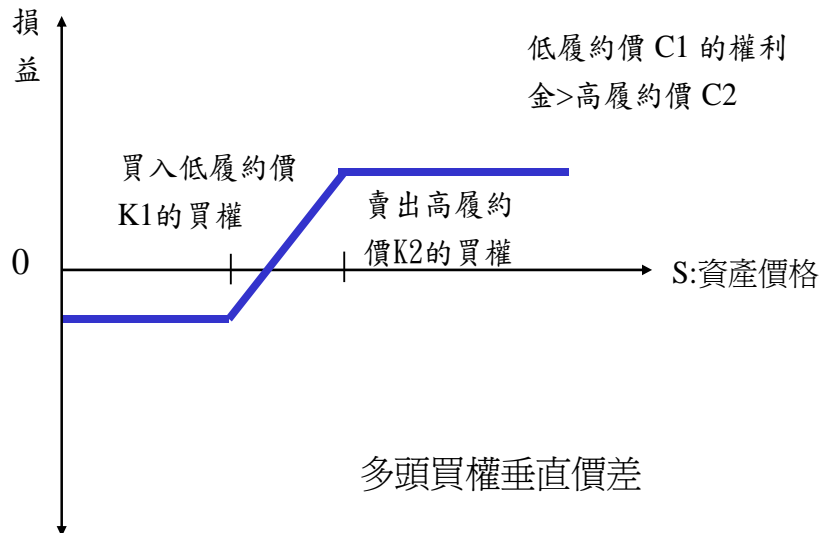 損
益
低履約價 C1 的權利
金>高履約價 C2
買入低履約價
K1的買權
賣出高履約
價K2的買權
0
S:資產價格
多頭買權垂直價差